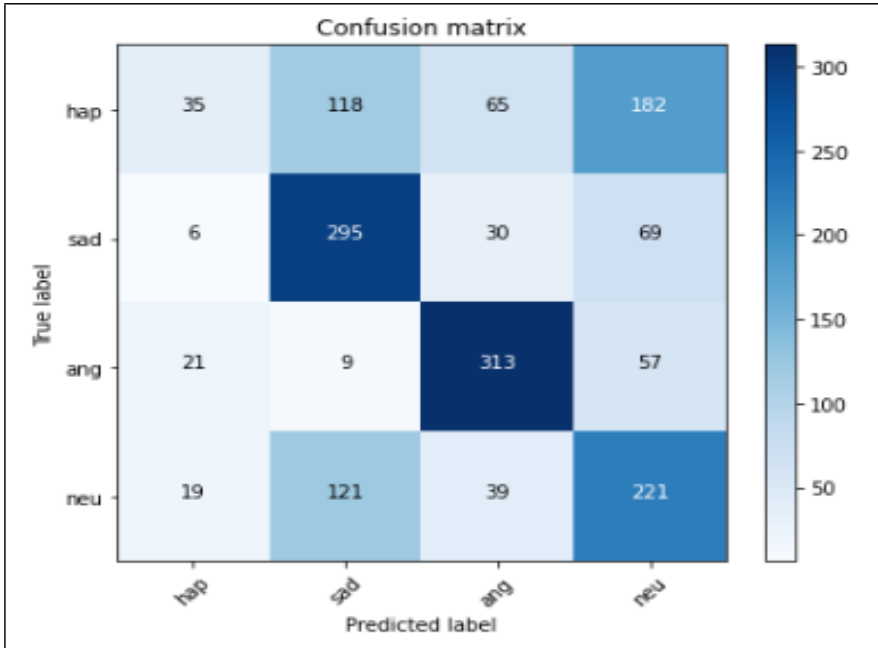 Confusion matrix
hap 35 118 65 182
sad 6 295 30 69
ang 21 9 313 57
neu 19 121 39 221
hap sad ang neu
True label
Predicted label
300
250
200
150
100
50